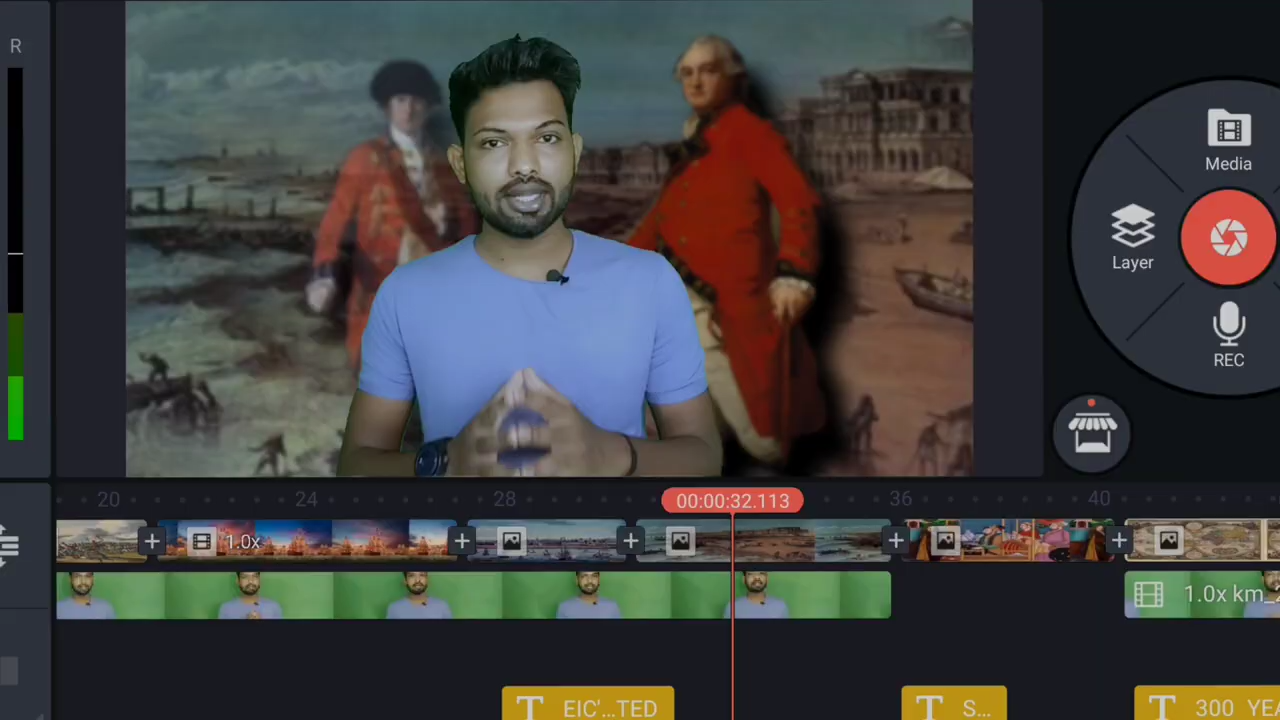 R
Media
Layer
REC
20 24 28 00:00:32.113 36 40
1.0x
1.0x km_
EIC'...TED
S...
300 YEA